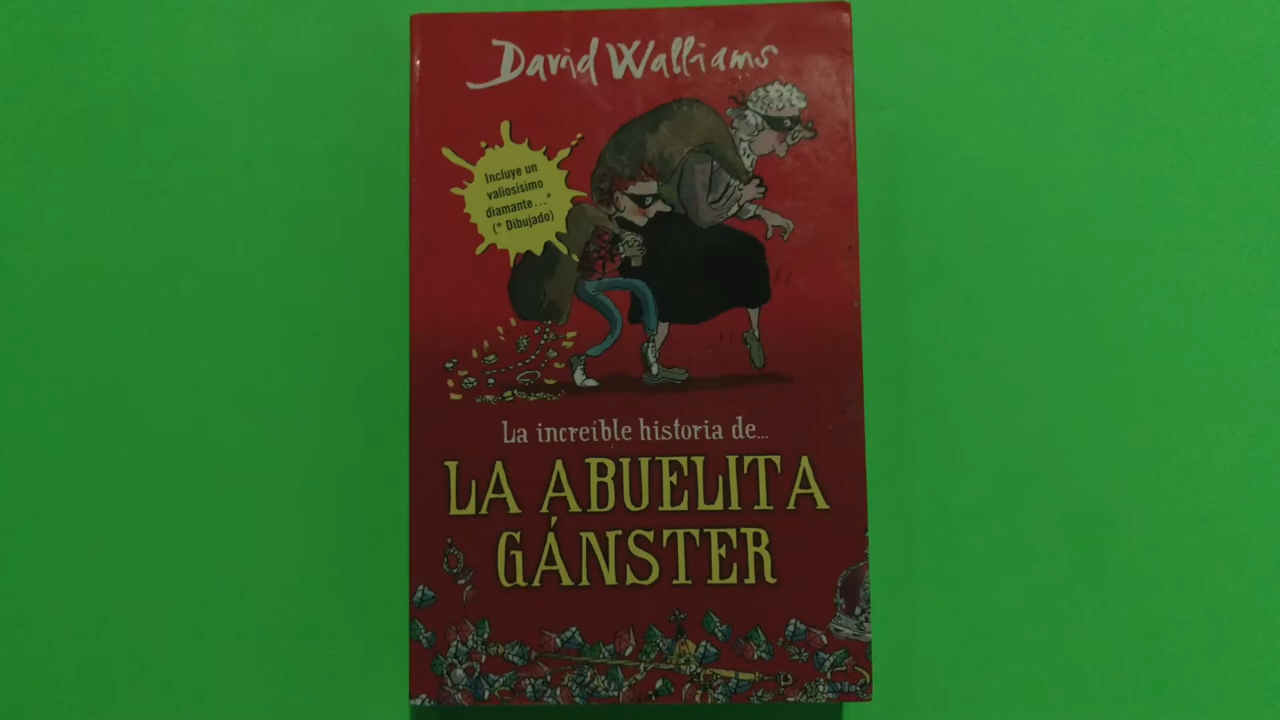 David Walliams
Incluye un
valiosísimo
diamante...*
(* Dibujado)
La increíble historia de...
LA ABUELITA
GÁNSTER